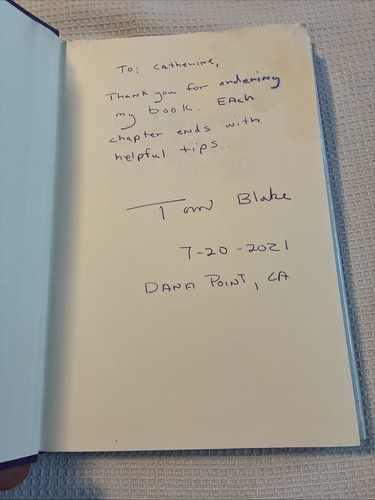 To: Catherine,
Thank you for ordering
my book. Each
chapter ends with
helpful tips.
Tom Blake
7-20-2021
DANA POINT, CA